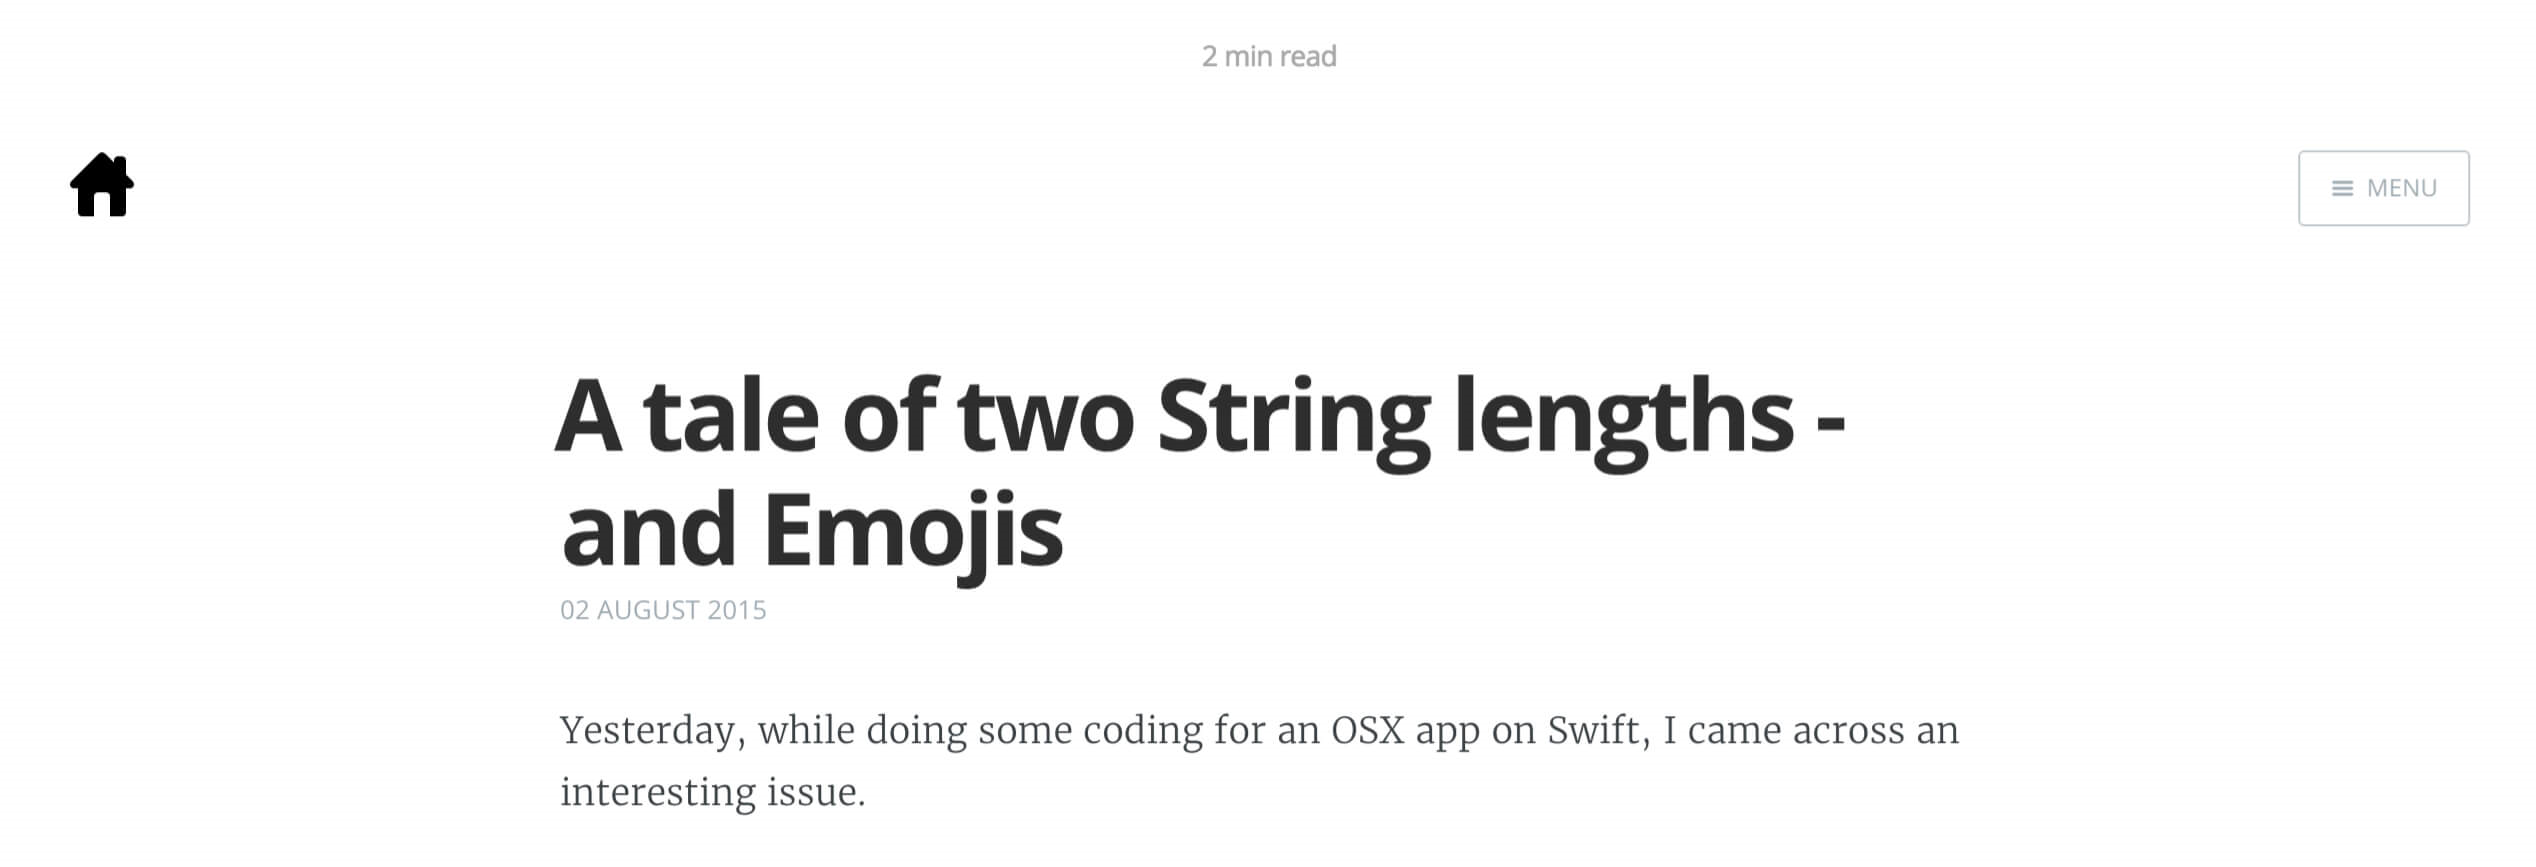 2 min read
MENU
A tale of two String lengths -
and Emojis
02 AUGUST 2015
Yesterday, while doing some coding for an OSX app on Swift, I came across an
interesting issue.